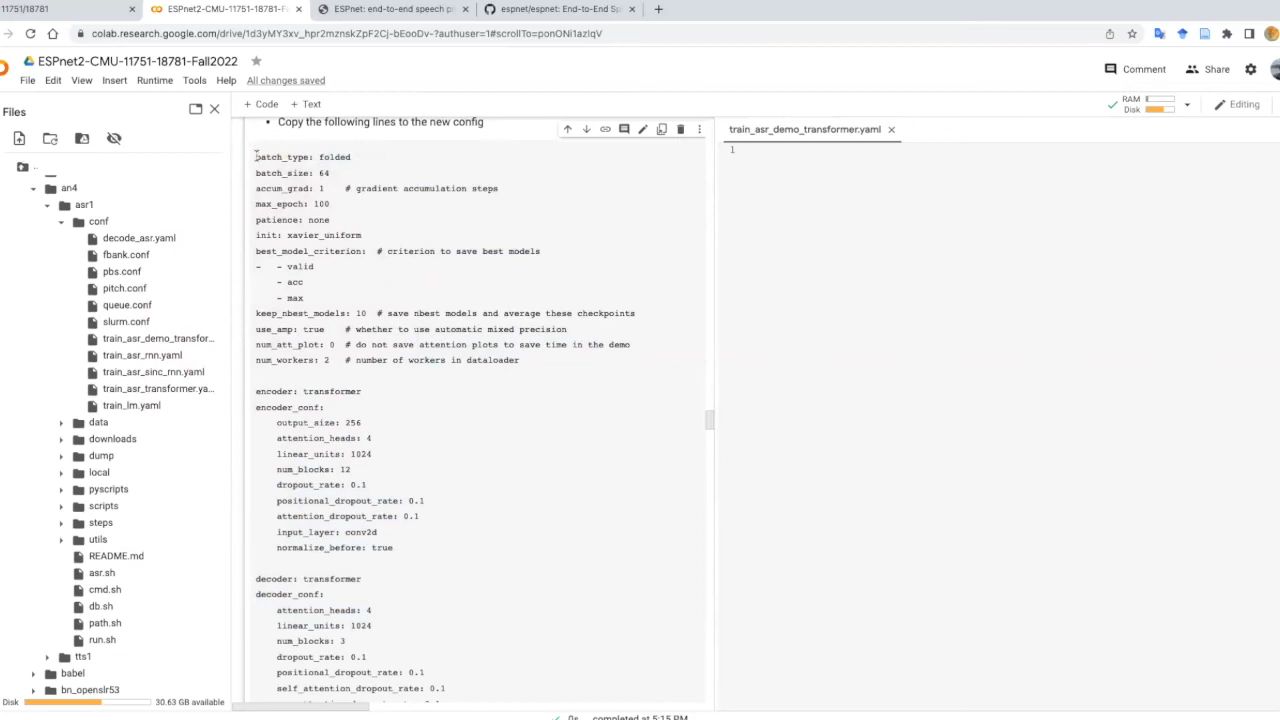 11751/18781
ESPnet2-CMU-11751-18781-Fa
ESPnet: end-to-end speech pr
espnet/espnet: End-to-End Sp
colab.research.google.com/drive/1d3yMY3xv_hpr2mznskZpF2Cj-bEooDv-?authuser=1#scrollTo=ponONi1azIqV
ESPnet2-CMU-11751-18781-Fall2022
File Edit View Insert Runtime Tools Help All changes saved
Comment
Share
+ Code + Text
RAM
Disk
Editing
Files
..
an4
asr1
conf
decode_asr.yaml
fbank.conf
pbs.conf
pitch.conf
queue.conf
slurm.conf
train_asr_demo_transfor...
train_asr_rnn.yaml
train_asr_sinc_rnn.yaml
train_asr_transformer.ya...
train_lm.yaml
data
downloads
dump
local
pyscripts
scripts
steps
utils
README.md
asr.sh
cmd.sh
db.sh
path.sh
run.sh
tts1
babel
bn_openslr53
Disk 30.63 GB available
• Copy the following lines to the new config
batch_type: folded
batch_size: 64
accum_grad: 1 # gradient accumulation steps
max_epoch: 100
patience: none
init: xavier_uniform
best_model_criterion: # criterion to save best models
- - valid
- acc
- max
keep_nbest_models: 10 # save nbest models and average these checkpoints
use_amp: true # whether to use automatic mixed precision
num_att_plot: 0 # do not save attention plots to save time in the demo
num_workers: 2 # number of workers in dataloader
encoder: transformer
encoder_conf:
output_size: 256
attention_heads: 4
linear_units: 1024
num_blocks: 12
dropout_rate: 0.1
positional_dropout_rate: 0.1
attention_dropout_rate: 0.1
input_layer: conv2d
normalize_before: true
decoder: transformer
decoder_conf:
attention_heads: 4
linear_units: 1024
num_blocks: 3
dropout_rate: 0.1
positional_dropout_rate: 0.1
self_attention_dropout_rate: 0.1
train_asr_demo_transformer.yaml
1
0s completed at 5:15 PM